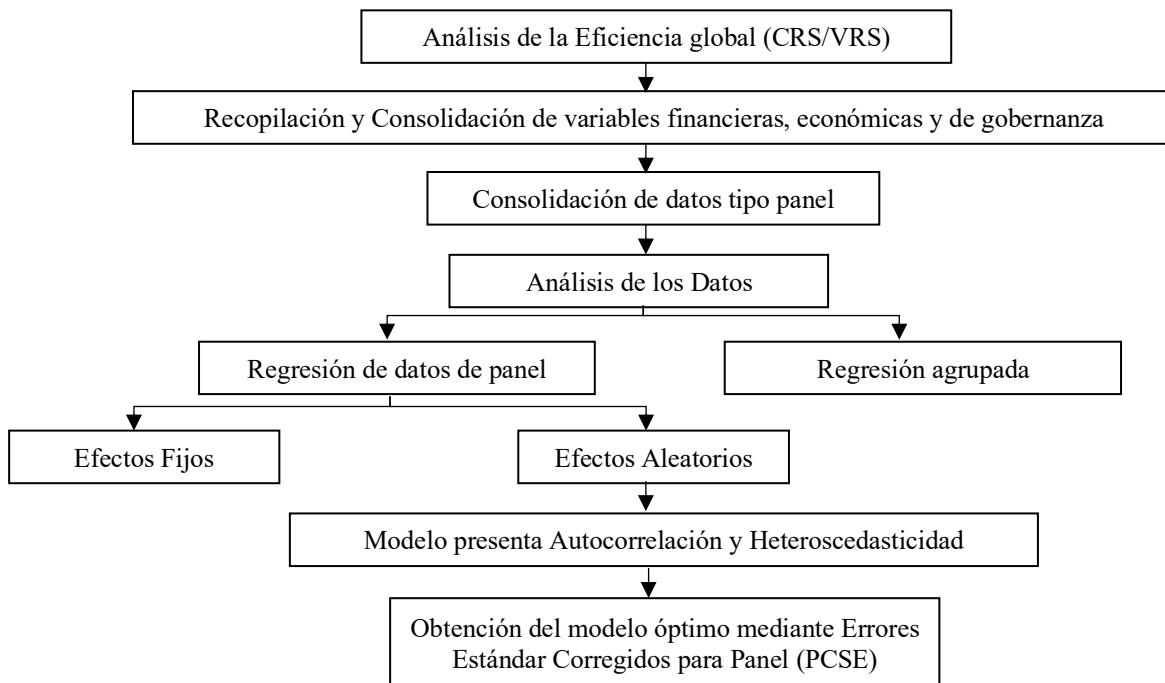 Análisis de la Eficiencia global (CRS/VRS)
Recopilación y Consolidación de variables financieras, económicas y de gobernanza
Consolidación de datos tipo panel
Análisis de los Datos
Regresión de datos de panel
Regresión agrupada
Efectos Fijos
Efectos Aleatorios
Modelo presenta Autocorrelación y Heteroscedasticidad
Obtención del modelo óptimo mediante Errores
Estándar Corregidos para Panel (PCSE)